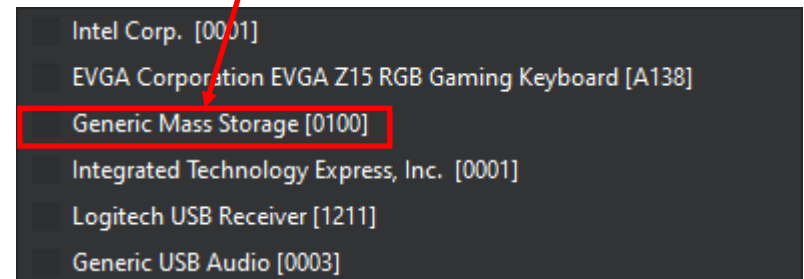 Intel Corp. [0001]
EVGA Corporation EVGA Z15 RGB Gaming Keyboard [A138]
Generic Mass Storage [0100]
Integrated Technology Express, Inc. [0001]
Logitech USB Receiver [1211]
Generic USB Audio [0003]